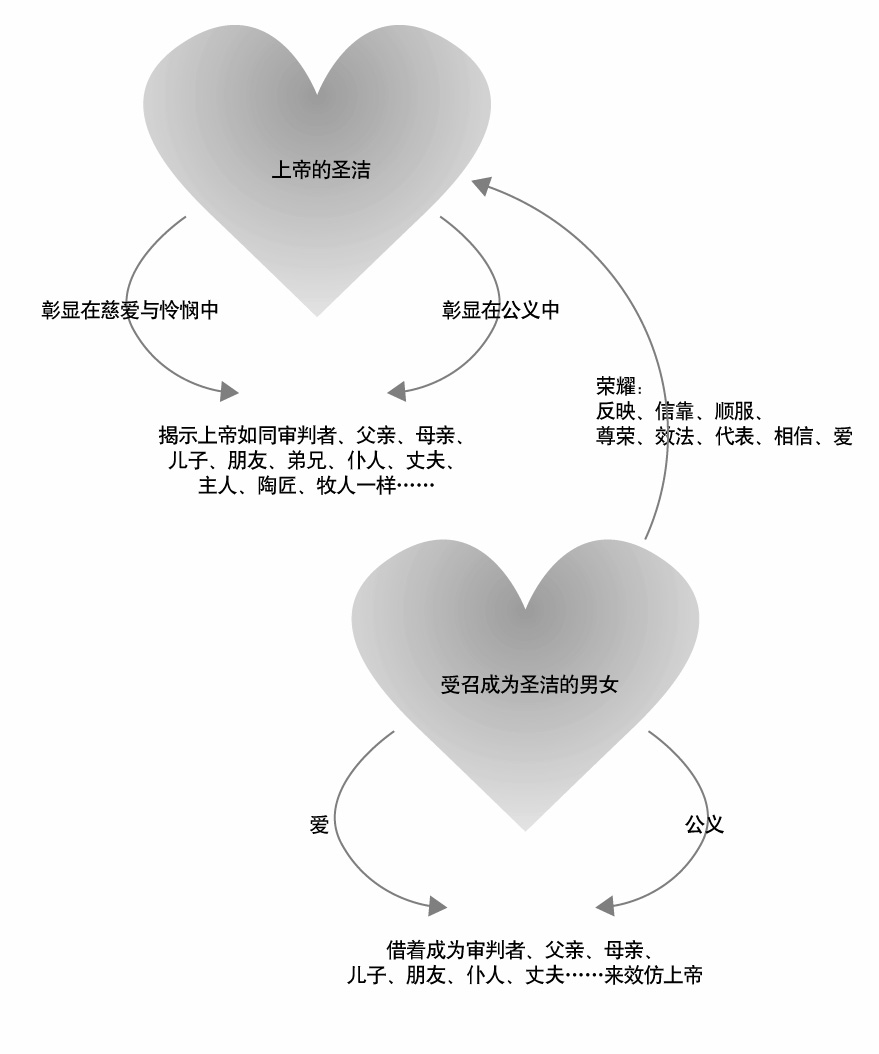 上帝的圣洁
彰显在慈爱与怜悯中
彰显在公义中
荣耀：
反映、信靠、顺服、
尊荣、效法、代表、相信、爱
揭示上帝如同审判者、父亲、母亲、
儿子、朋友、弟兄、仆人、丈夫、
主人、陶匠、牧人一样……
受召成为圣洁的男女
爱
公义
借着成为审判者、父亲、母亲、
儿子、朋友、仆人、丈夫……来效仿上帝